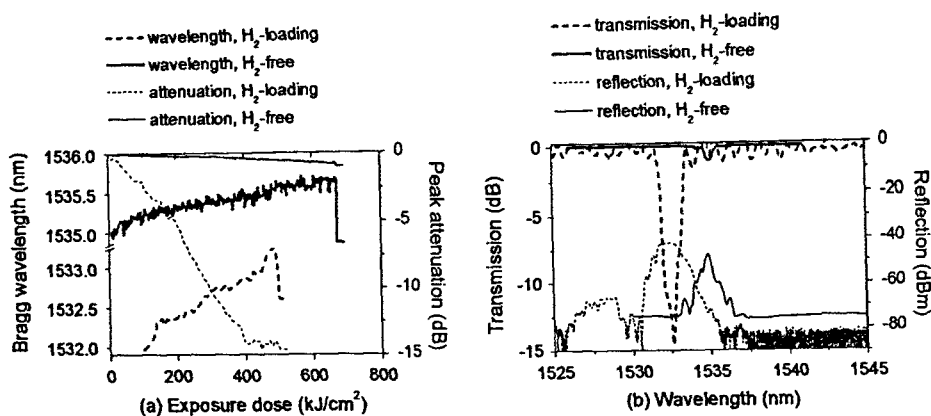 wavelength, H2-loading
wavelength, H2-free
attenuation, H2-loading
attenuation, H2-free
Bragg wavelength (nm)
1536.0
1535.5
1535.0
1533.0
1532.5
1532.0
0
-5
-10
-15
Peak attenuation (dB)
0 200 400 600 800
(a) Exposure dose (kJ/cm2)
transmission, H2-loading
transmission, H2-free
reflection, H2-loading
reflection, H2-free
Transmission (dB)
0
-5
-10
-15
0
-20
-40
-60
-80
Reflection (dBm)
1525 1530 1535 1540 1545
(b) Wavelength (nm)